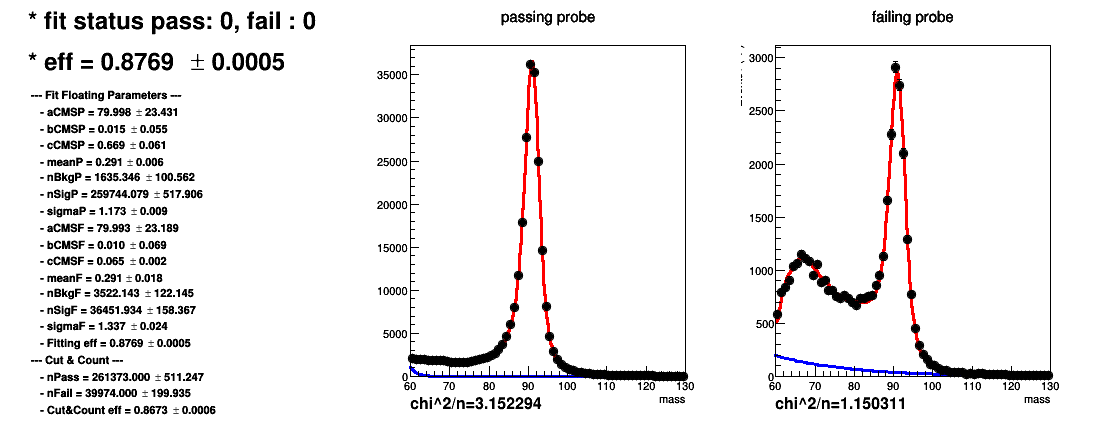 * fit status pass: 0, fail : 0
* eff = 0.8769 ± 0.0005
--- Fit Floating Parameters ---
- aCMSP = 79.998 ± 23.431
- bCMSP = 0.015 ± 0.055
- cCMSP = 0.669 ± 0.061
- meanP = 0.291 ± 0.006
- nBkgP = 1635.346 ± 100.562
- nSigP = 259744.079 ± 517.906
- sigmaP = 1.173 ± 0.009
- aCMSF = 79.993 ± 23.189
- bCMSF = 0.010 ± 0.069
- cCMSF = 0.065 ± 0.002
- meanF = 0.291 ± 0.018
- nBkgF = 3522.143 ± 122.145
- nSigF = 36451.934 ± 158.367
- sigmaF = 1.337 ± 0.024
- Fitting eff = 0.8769 ± 0.0005
--- Cut & Count ---
- nPass = 261373.000 ± 511.247
- nFail = 39974.000 ± 199.935
- Cut&Count eff = 0.8673 ± 0.0006
passing probe
35000
30000
25000
20000
15000
10000
5000
0
60 70 80 90 100 110 120 130
mass
chi^2/n=3.152294
failing probe
3000
2500
2000
1500
1000
500
0
60 70 80 90 100 110 120 130
mass
chi^2/n=1.150311